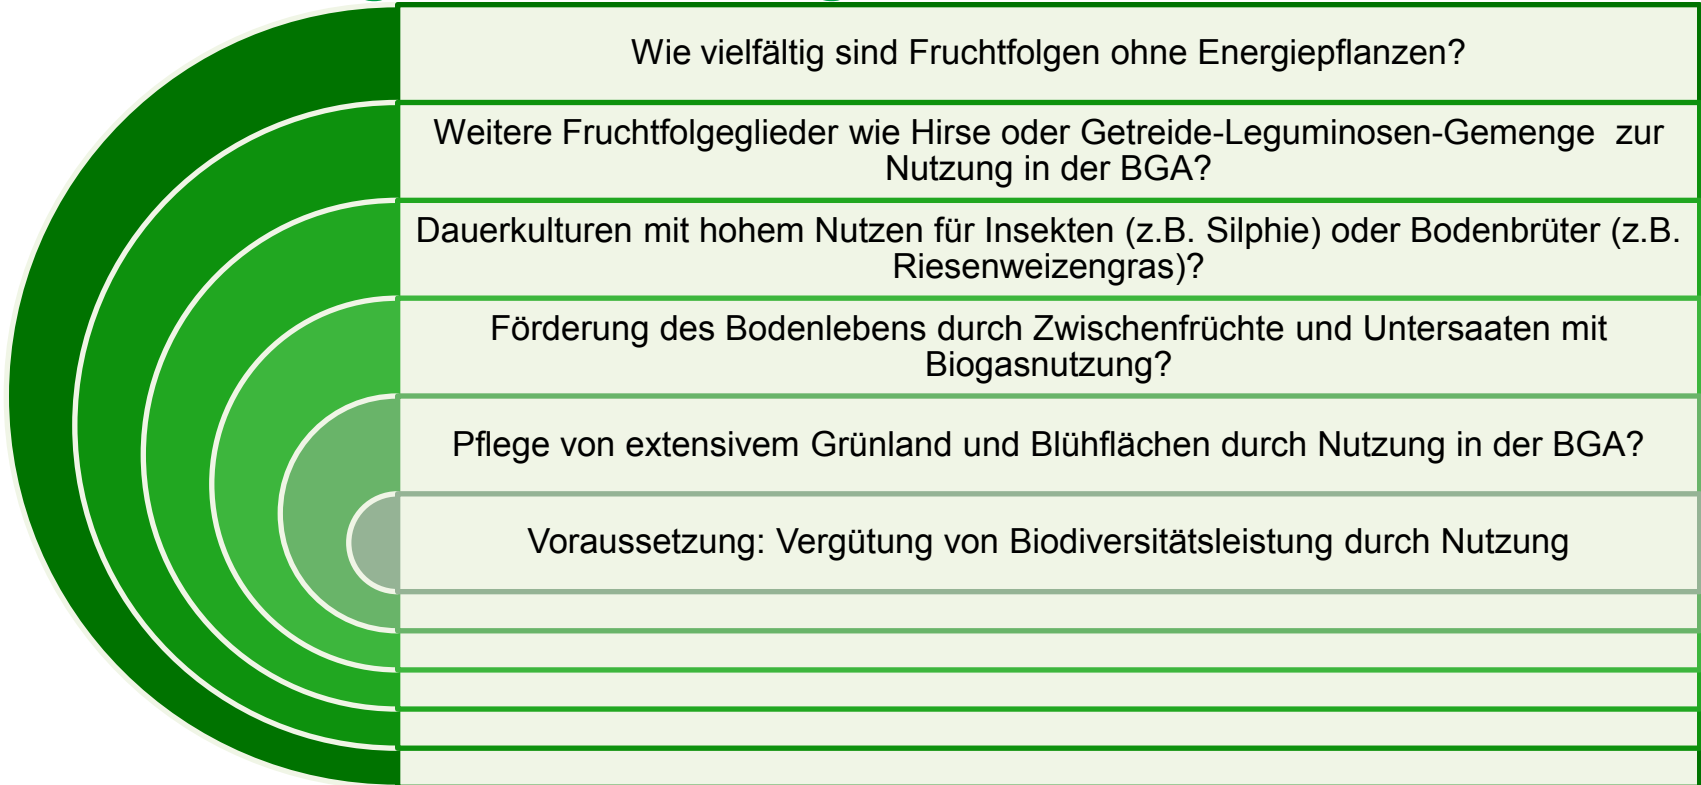 Wie vielfältig sind Fruchtfolgen ohne Energiepflanzen?
Weitere Fruchtfolgeglieder wie Hirse oder Getreide-Leguminosen-Gemenge zur
Nutzung in der BGA?
Dauerkulturen mit hohem Nutzen für Insekten (z.B. Silphie) oder Bodenbrüter (z.B.
Riesenweizengras)?
Förderung des Bodenlebens durch Zwischenfrüchte und Untersaaten mit
Biogasnutzung?
Pflege von extensivem Grünland und Blühflächen durch Nutzung in der BGA?
Voraussetzung: Vergütung von Biodiversitätsleistung durch Nutzung